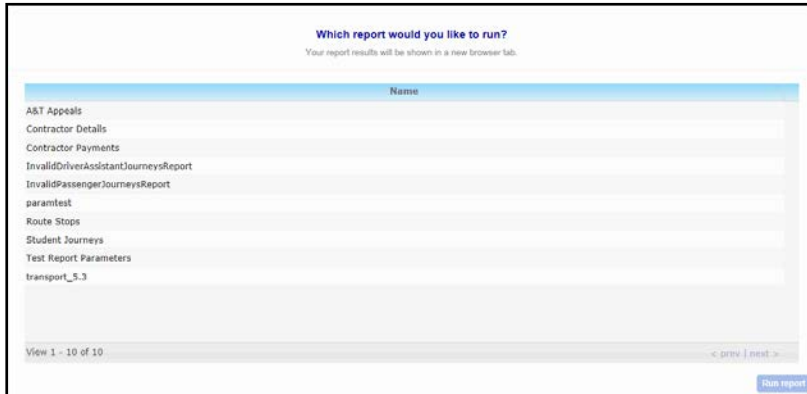 Which report would you like to run?
Your report results will be shown in a new browser tab.
Name
A&T Appeals
Contractor Details
Contractor Payments
InvalidDriverAssistantJourneysReport
InvalidPassengerJourneysReport
paramtest
Route Stops
Student Journeys
Test Report Parameters
transport_5.3
View 1 - 10 of 10
< prev | next >
Run report